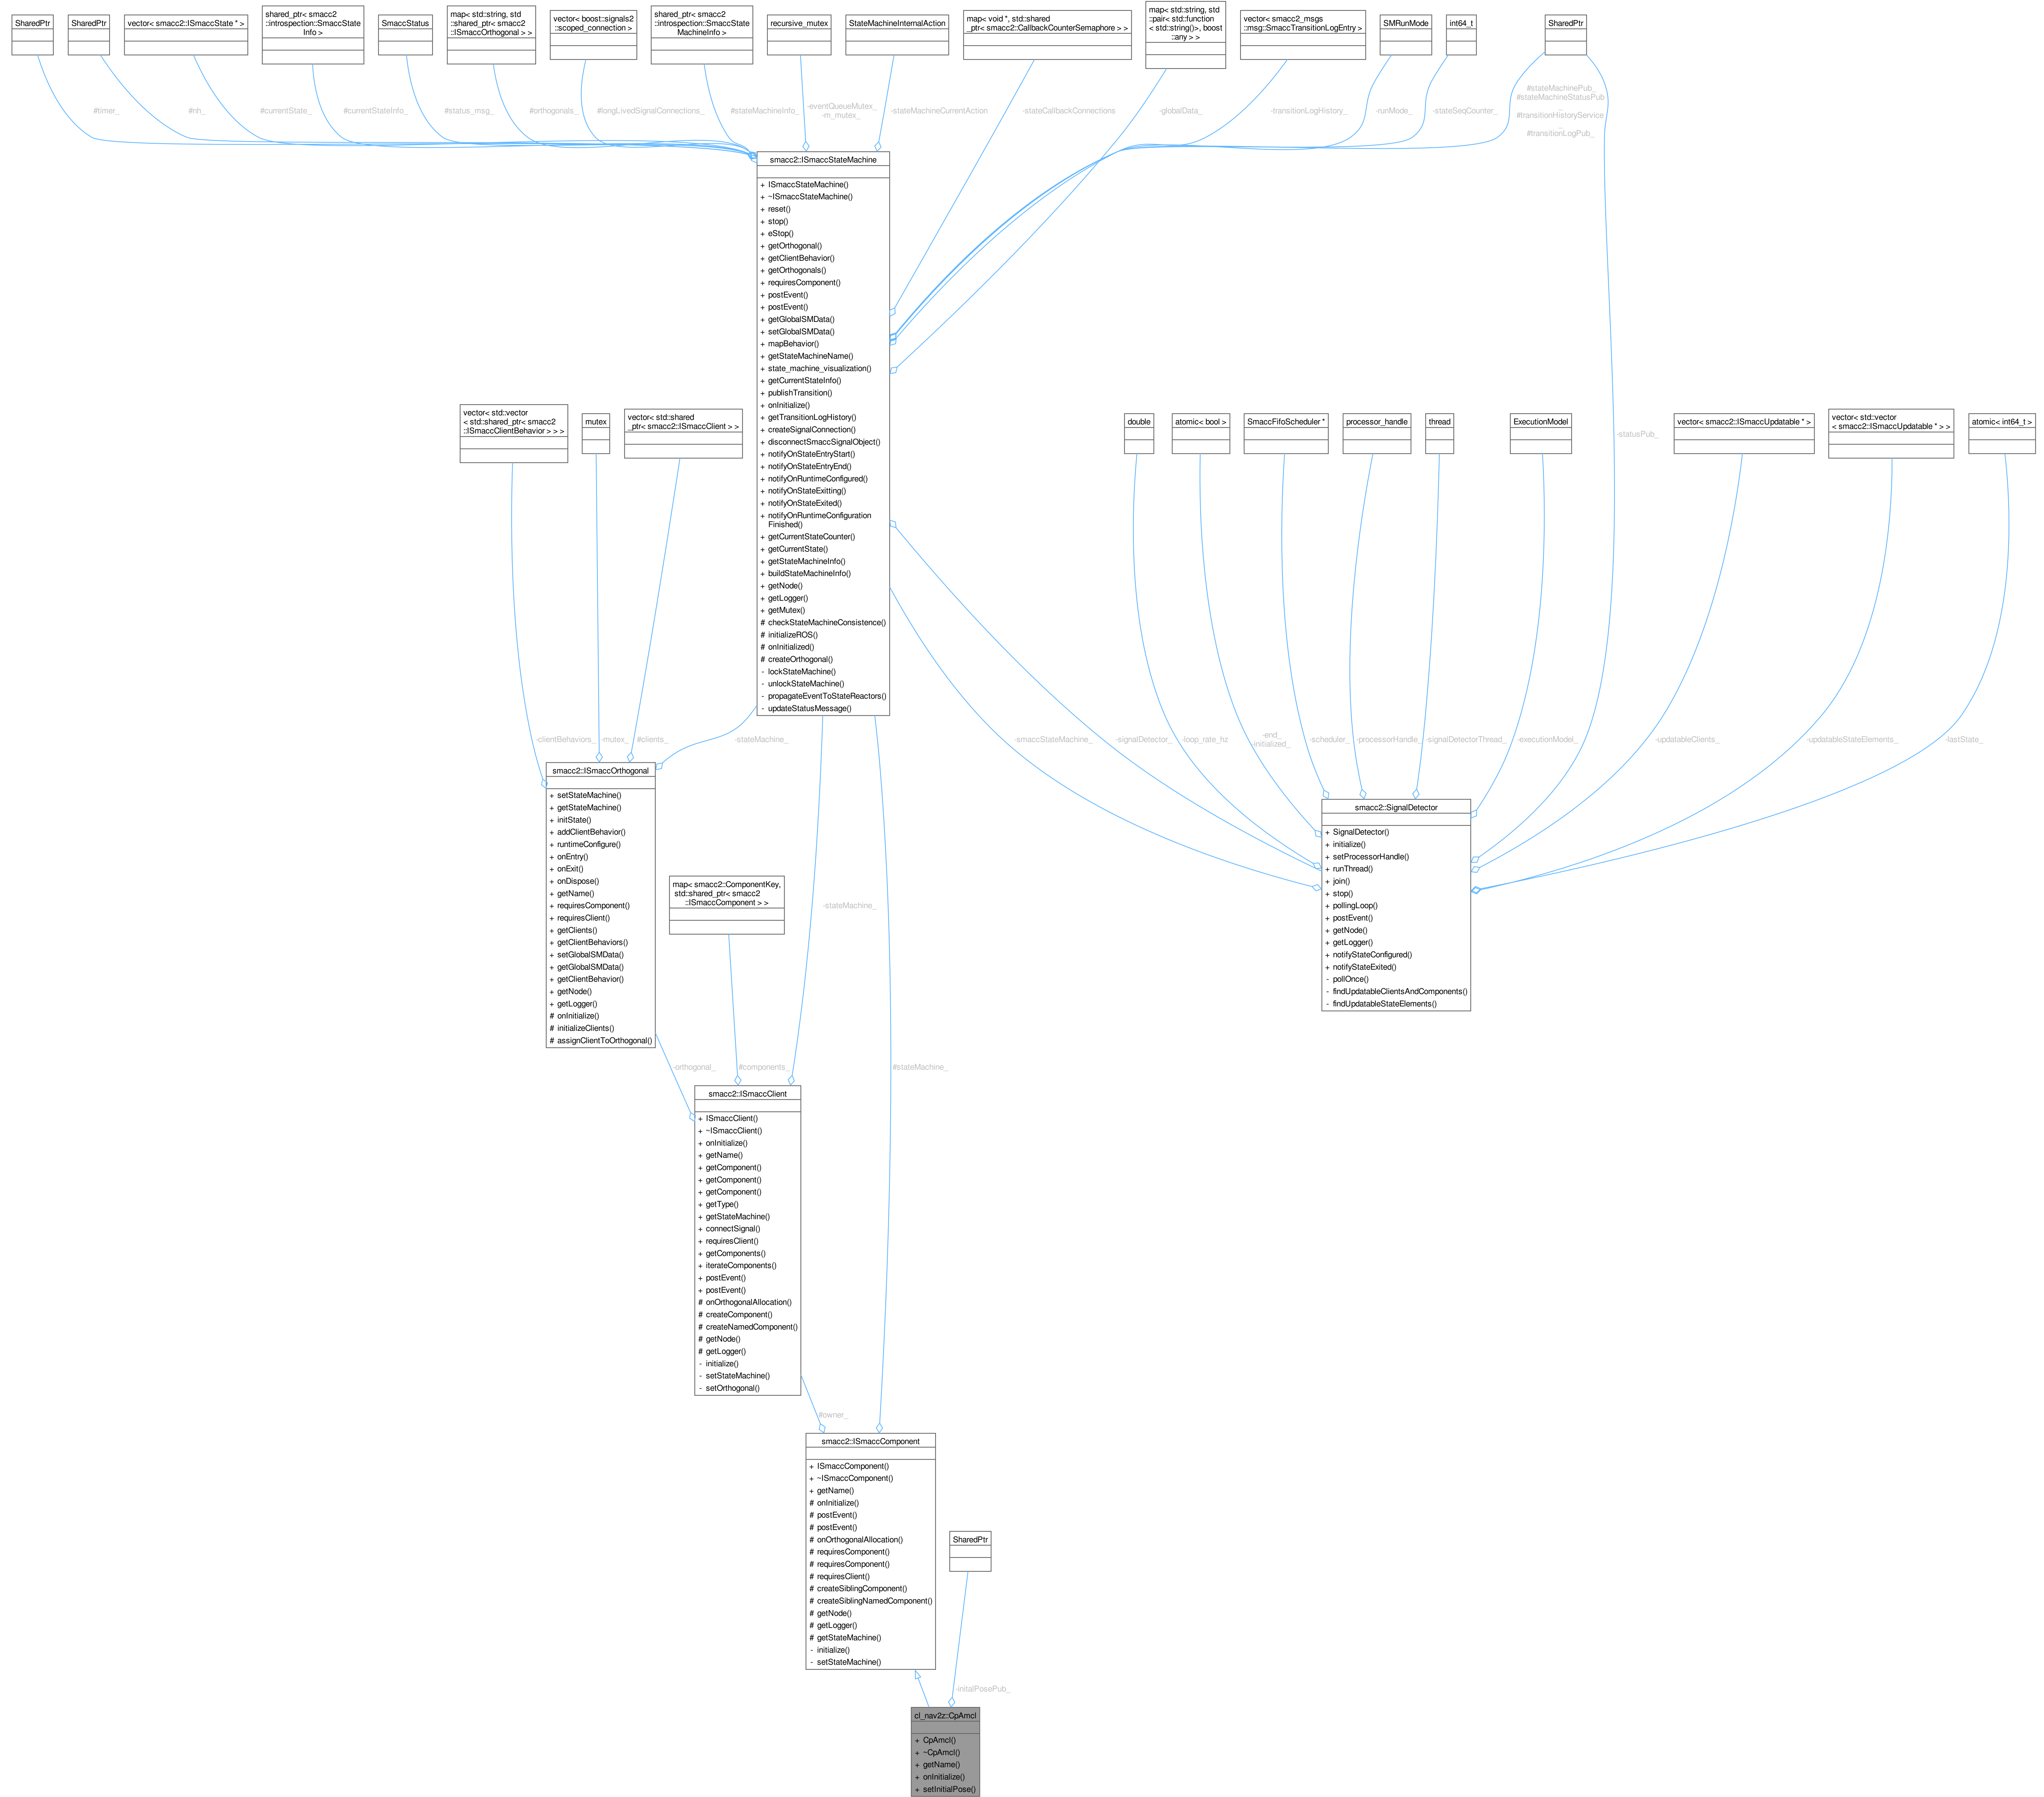 SharedPtr
SharedPtr
vector< smacc2::ISmaccState * >
shared_ptr< smacc2
::introspection::SmaccState
Info >
SmaccStatus
map< std::string, std
::shared_ptr< smacc2
::ISmaccOrthogonal > >
vector< boost::signals2
::scoped_connection >
shared_ptr< smacc2
::introspection::SmaccState
MachineInfo >
recursive_mutex
StateMachineInternalAction
map< void *, std::shared
_ptr< smacc2::CallbackCounterSemaphore > >
map< std::string, std
::pair< std::function
< std::string()>, boost
::any > >
vector< smacc2_msgs
::msg::SmaccTransitionLogEntry >
SMRunMode
int64_t
SharedPtr
#timer_
#nh_
#currentState_
#currentStateInfo_
#status_msg_
#orthogonals_
#longLivedSignalConnections_
#stateMachineInfo_
-eventQueueMutex_
-m_mutex_
-stateMachineCurrentAction
-stateCallbackConnections
-globalData_
-transitionLogHistory_
-runMode_
-stateSeqCounter_
#stateMachinePub_
#stateMachineStatusPub
_
#transitionHistoryService
_
#transitionLogPub_
smacc2::ISmaccStateMachine
+ ISmaccStateMachine()
+ ~ISmaccStateMachine()
+ reset()
+ stop()
+ eStop()
+ getOrthogonal()
+ getClientBehavior()
+ getOrthogonals()
+ requiresComponent()
+ postEvent()
+ postEvent()
+ getGlobalSMData()
+ setGlobalSMData()
+ mapBehavior()
+ getStateMachineName()
+ state_machine_visualization()
+ getCurrentStateInfo()
+ publishTransition()
+ onInitialize()
+ getTransitionLogHistory()
+ createSignalConnection()
+ disconnectSmaccSignalObject()
+ notifyOnStateEntryStart()
+ notifyOnStateEntryEnd()
+ notifyOnRuntimeConfigured()
+ notifyOnStateExitting()
+ notifyOnStateExited()
+ notifyOnRuntimeConfiguration
Finished()
+ getCurrentStateCounter()
+ getCurrentState()
+ getStateMachineInfo()
+ buildStateMachineInfo()
+ getNode()
+ getLogger()
+ getMutex()
# checkStateMachineConsistence()
# initializeROS()
# onInitialized()
# createOrthogonal()
- lockStateMachine()
- unlockStateMachine()
- propagateEventToStateReactors()
- updateStatusMessage()
vector< std::vector
< std::shared_ptr< smacc2
::ISmaccClientBehavior > > >
mutex
vector< std::shared
_ptr< smacc2::ISmaccClient > >
double
atomic< bool >
SmaccFifoScheduler *
processor_handle
thread
ExecutionModel
-statusPub_
vector< smacc2::ISmaccUpdatable * >
vector< std::vector
< smacc2::ISmaccUpdatable * > >
atomic< int64_t >
-clientBehaviors_
-mutex_
#clients_
-stateMachine_
-smaccStateMachine_
-signalDetector_
-loop_rate_hz
-end_
-initialized_
-scheduler_
-processorHandle_
-signalDetectorThread_
-executionModel_
-updatableClients_
-updatableStateElements_
-lastState_
smacc2::ISmaccOrthogonal
+ setStateMachine()
+ getStateMachine()
+ initState()
+ addClientBehavior()
+ runtimeConfigure()
+ onEntry()
+ onExit()
+ onDispose()
+ getName()
+ requiresComponent()
+ requiresClient()
+ getClients()
+ getClientBehaviors()
+ setGlobalSMData()
+ getGlobalSMData()
+ getClientBehavior()
+ getNode()
+ getLogger()
# onInitialize()
# initializeClients()
# assignClientToOrthogonal()
smacc2::SignalDetector
+ SignalDetector()
+ initialize()
+ setProcessorHandle()
+ runThread()
+ join()
+ stop()
+ pollingLoop()
+ postEvent()
+ getNode()
+ getLogger()
+ notifyStateConfigured()
+ notifyStateExited()
- pollOnce()
- findUpdatableClientsAndComponents()
- findUpdatableStateElements()
map< smacc2::ComponentKey,
std::shared_ptr< smacc2
::ISmaccComponent > >
-stateMachine_
-orthogonal_
#components_
#stateMachine_
smacc2::ISmaccClient
+ ISmaccClient()
+ ~ISmaccClient()
+ onInitialize()
+ getName()
+ getComponent()
+ getComponent()
+ getComponent()
+ getType()
+ getStateMachine()
+ connectSignal()
+ requiresClient()
+ getComponents()
+ iterateComponents()
+ postEvent()
+ postEvent()
# onOrthogonalAllocation()
# createComponent()
# createNamedComponent()
# getNode()
# getLogger()
- initialize()
- setStateMachine()
- setOrthogonal()
#owner_
smacc2::ISmaccComponent
+ ISmaccComponent()
+ ~ISmaccComponent()
+ getName()
# onInitialize()
# postEvent()
# postEvent()
# onOrthogonalAllocation()
# requiresComponent()
# requiresComponent()
# requiresClient()
# createSiblingComponent()
# createSiblingNamedComponent()
# getNode()
# getLogger()
# getStateMachine()
- initialize()
- setStateMachine()
SharedPtr
-initalPosePub_
cl_nav2z::CpAmcl
+ CpAmcl()
+ ~CpAmcl()
+ getName()
+ onInitialize()
+ setInitialPose()